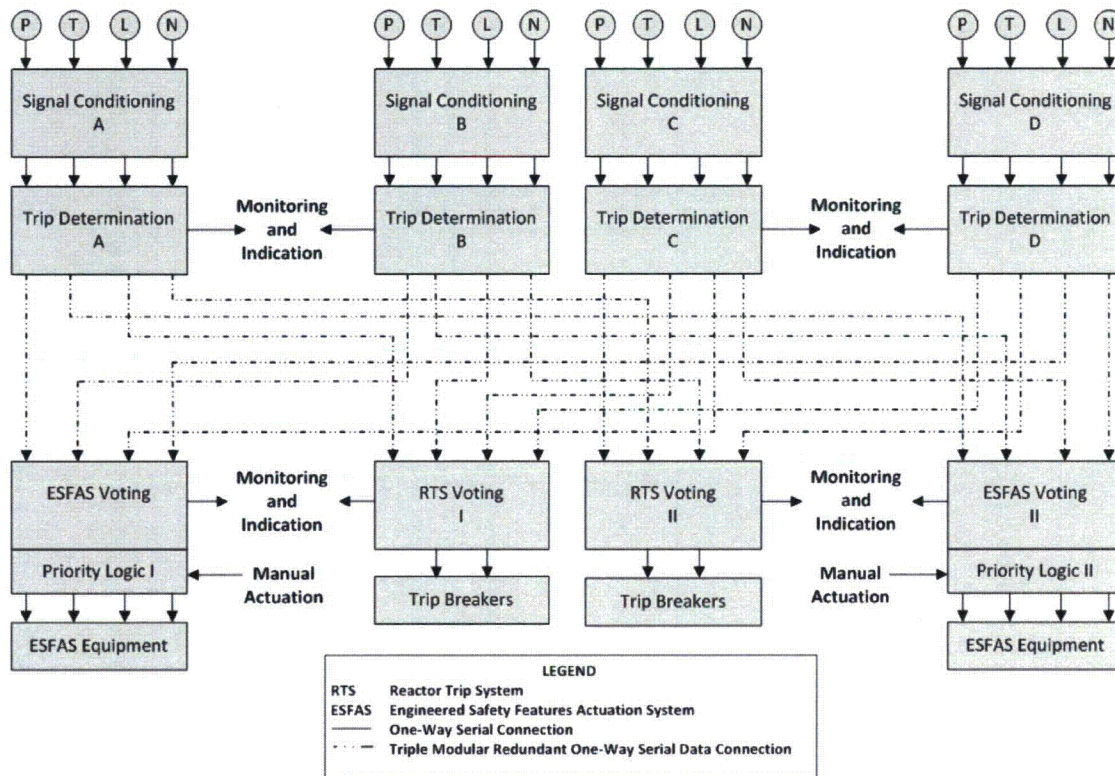 P T L N P T L N P T L N P T L N
Signal Conditioning
A
Signal Conditioning
B
Signal Conditioning
C
Signal Conditioning
D
Trip Determination
A
Monitoring
and
Indication
Trip Determination
B
Trip Determination
C
Monitoring
and
Indication
Trip Determination
D
ESFAS Voting
Monitoring
and
Indication
RTS Voting
I
RTS Voting
II
Monitoring
and
Indication
ESFAS Voting
II
Priority Logic I
Manual
Actuation
Trip Breakers
Trip Breakers
Manual
Actuation
Priority Logic II
ESFAS Equipment
ESFAS Equipment
LEGEND
RTS Reactor Trip System
ESFAS Engineered Safety Features Actuation System
One-Way Serial Connection
Triple Modular Redundant One-Way Serial Data Connection